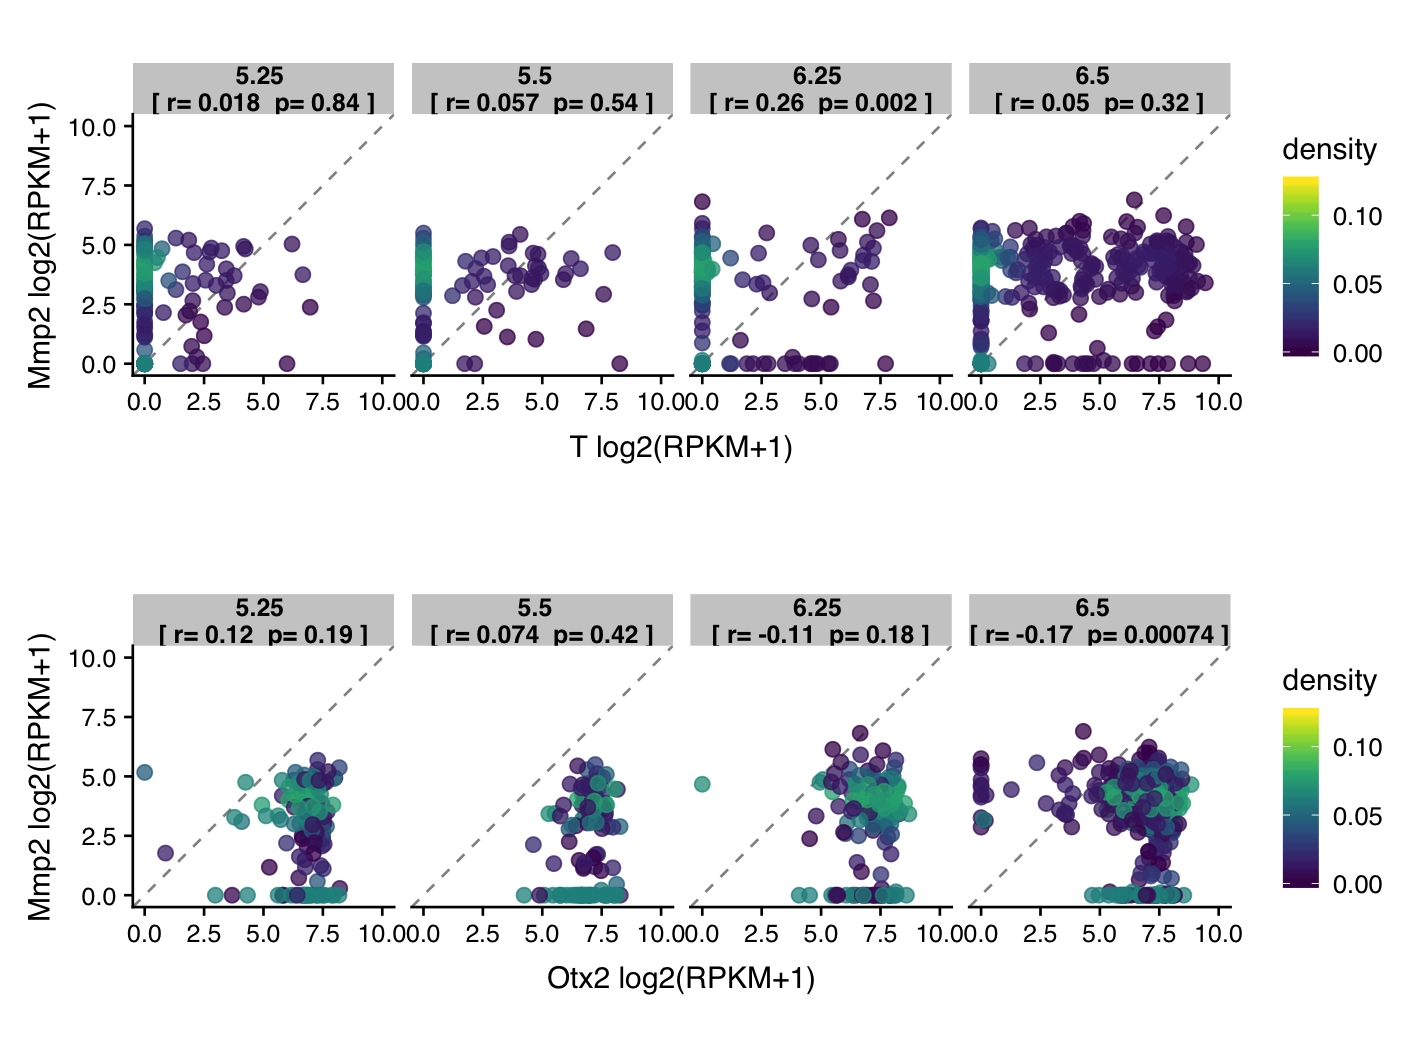 5.25 5.5 6.25 6.5
[ r= 0.018 p= 0.84 ] [ r= 0.057 p= 0.54 ] [ r= 0.26 p= 0.002 ] [ r= 0.05 p= 0.32 ]
Mmp2 log2(RPKM+1)
10.0
7.5
5.0
2.5
0.0
0.0 2.5 5.0 7.5 10.0 0.0 2.5 5.0 7.5 10.0 0.0 2.5 5.0 7.5 10.0 0.0 2.5 5.0 7.5 10.0
T log2(RPKM+1)
density
0.10
0.05
0.00
5.25 5.5 6.25 6.5
[ r= 0.12 p= 0.19 ] [ r= 0.074 p= 0.42 ] [ r= -0.11 p= 0.18 ] [ r= -0.17 p= 0.00074 ]
Mmp2 log2(RPKM+1)
10.0
7.5
5.0
2.5
0.0
0.0 2.5 5.0 7.5 10.0 0.0 2.5 5.0 7.5 10.0 0.0 2.5 5.0 7.5 10.0 0.0 2.5 5.0 7.5 10.0
Otx2 log2(RPKM+1)
density
0.10
0.05
0.00